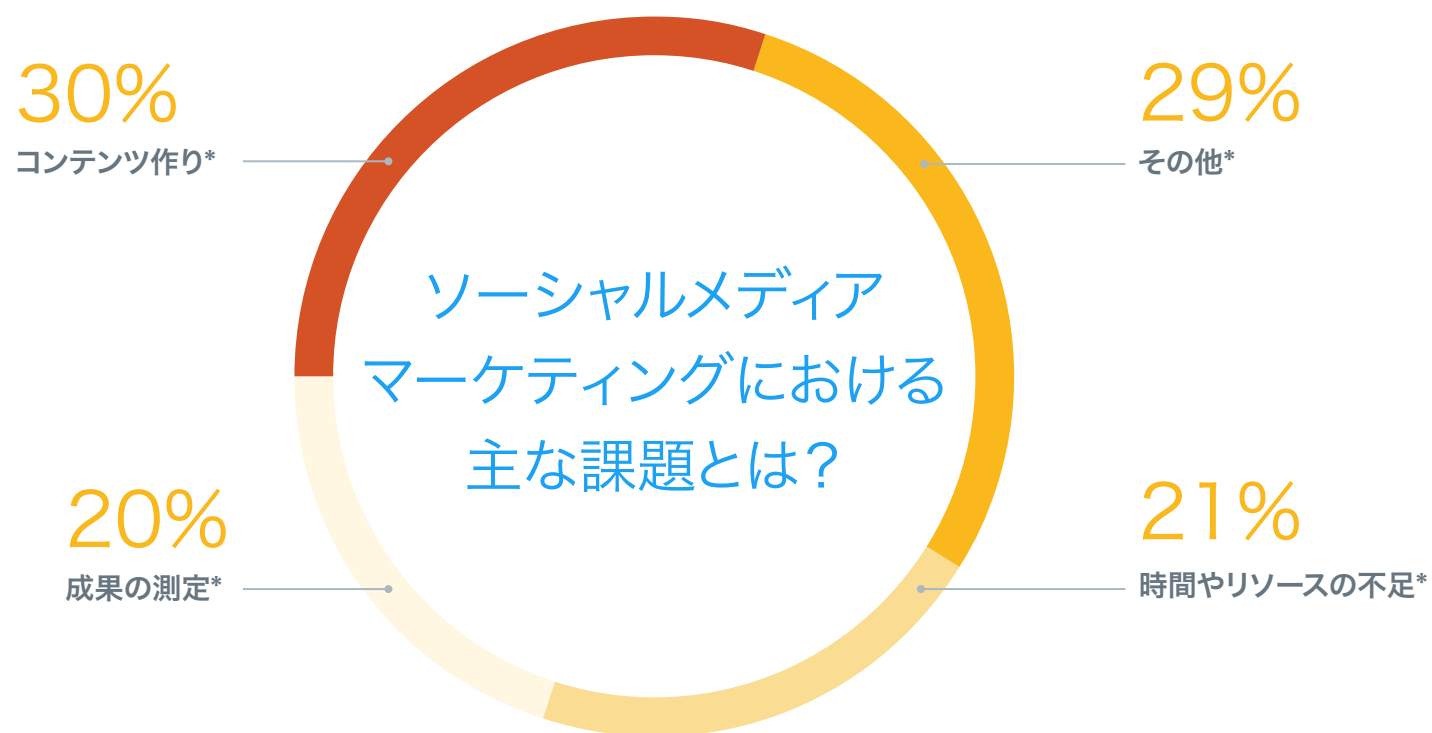 30%
コンテンツ作り*
29%
その他*
ソーシャルメディア
マーケティングにおける
主な課題とは？
20%
成果の測定*
21%
時間やリソースの不足*